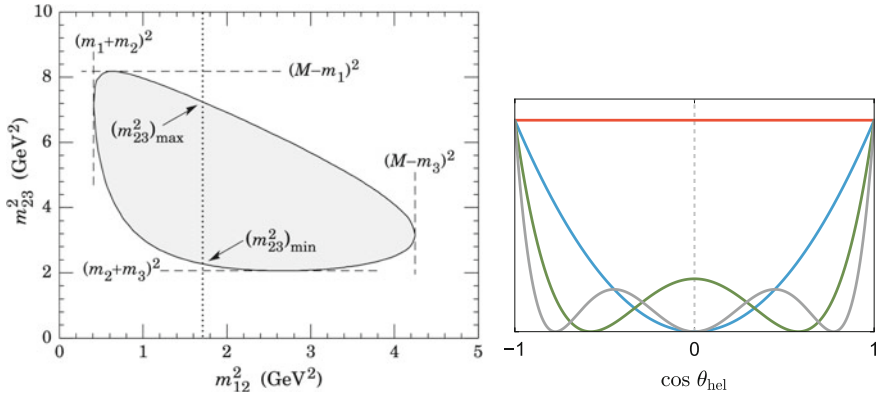 10
8
6
4
2
0
m²₂₃ (GeV²)
(m₁+m₂)²
(M−m₁)²
(m²₂₃)max
(M−m₃)²
(m²₂₃)min
(m₂+m₃)²
0 1 2 3 4 5
m²₁₂ (GeV²)
−1 0 1
cos θhel